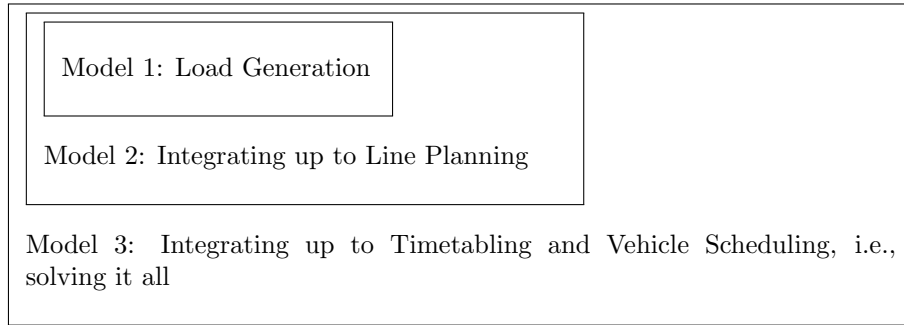 Model 1: Load Generation
Model 2: Integrating up to Line Planning
Model 3: Integrating up to Timetabling and Vehicle Scheduling, i.e.,
solving it all